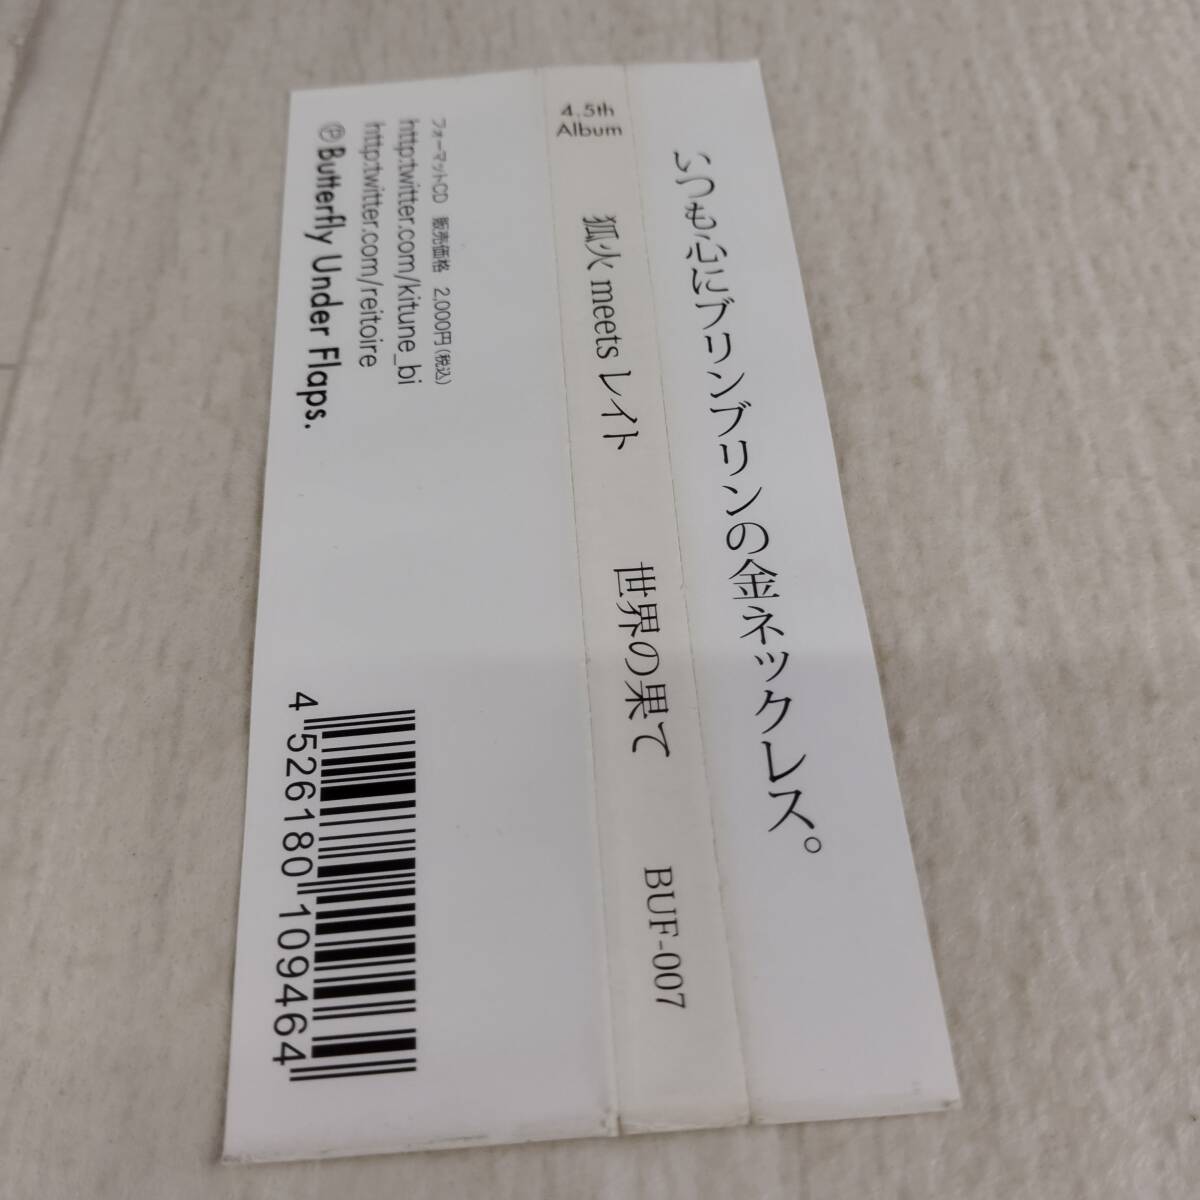 いつも心にブリンブリンの金ネックレス。
4.5th
Album
狐火 meets レイト 世界の果て BUF-007
フォーマットCD 販売価格 2,000円(税込)
http:twitter.com/kitune_bi
http:twitter.com/reitoire
Ⓟ Butterfly Under Flaps.
4 526180 109464